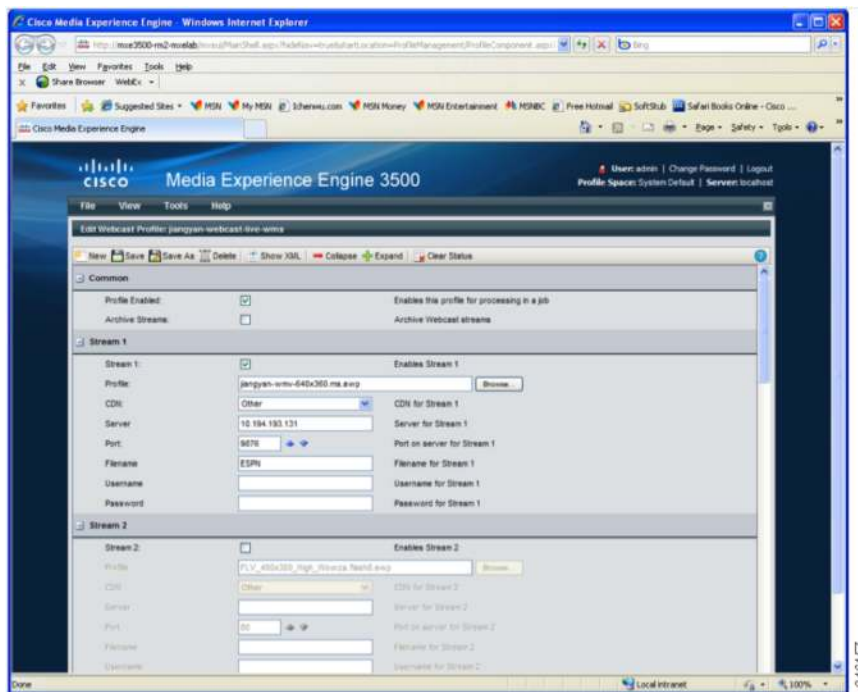 Cisco Media Experience Engine - Windows Internet Explorer
bing
File Edit View Favorites Tools Help
x Share Browser WebEx
Favorites Suggested Sites MSN My MSN MSN Money MSN Entertainment MSNBC Free Hotmail SoftStub Safari Books Online - Cisco ...
Cisco Media Experience Engine Page Safety Tools
CISCO Media Experience Engine 3500
User: admin | Change Password | Logout
Profile Space: System Default | Server: localhost
File View Tools Help
Edit Webcast Profile: jiangyan-webcast-live-wms
New Save Save As Delete Show XML Collapse Expand Clear Status
Common
Profile Enabled: Enables this profile for processing in a job
Archive Streams: Archive Webcast streams
Stream 1
Stream 1: Enables Stream 1
Profile: jiangyan-wmv-640x360.ms.awp Browse...
CDN: Other CDN for Stream 1
Server 10.194.193.131 Server for Stream 1
Port: Port on server for Stream 1
Filename ESPN Filename for Stream 1
Username Username for Stream 1
Password Password for Stream 1
Stream 2
Stream 2: Enables Stream 2
Profile Browse...
CDN: Other CDN for Stream 2
Server Server for Stream 2
Port: 80 Port on server for Stream 2
Filename Filename for Stream 2
Username Username for Stream 2
Done Local intranet 100%